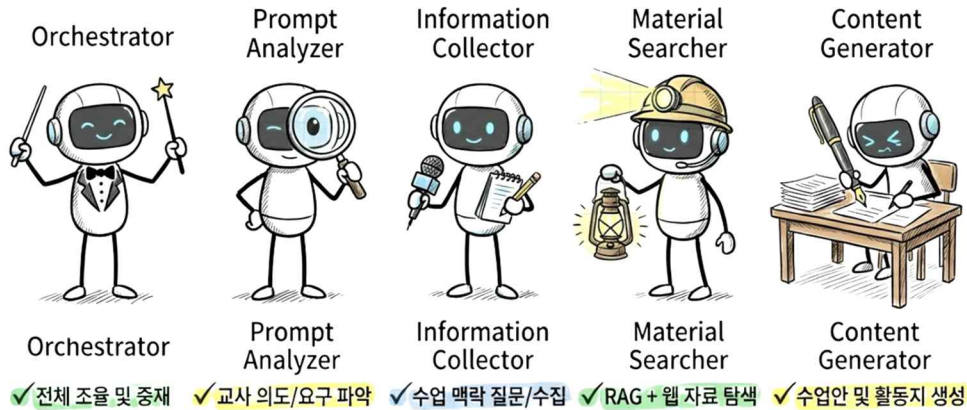 Orchestrator
Prompt
Analyzer
Information
Collector
Material
Searcher
Content
Generator
Orchestrator
Prompt
Analyzer
Information
Collector
Material
Searcher
Content
Generator
✓전체 조율 및 중재
✓교사 의도/요구 파악
✓수업 맥락 질문/수집
✓RAG + 웹 자료 탐색
✓수업안 및 활동지 생성